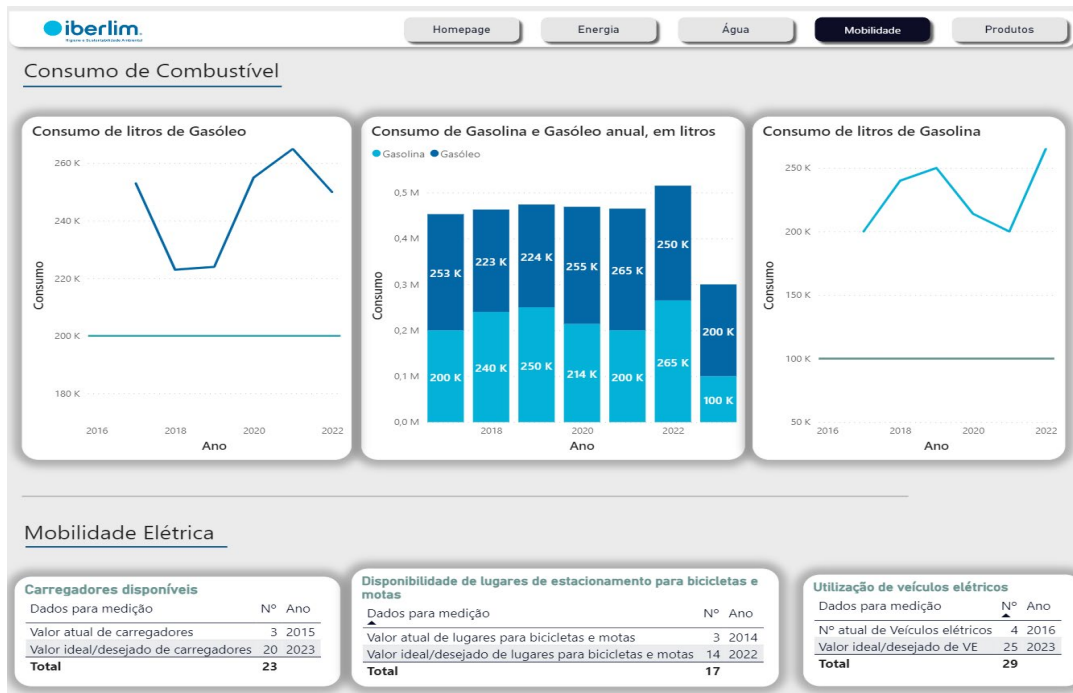 iberlim.
Higiene e Sustentabilidade Ambiental
Homepage
Energia
Água
Mobilidade
Produtos
Consumo de Combustível
Consumo de litros de Gasóleo
260 K
240 K
220 K
200 K
180 K
Consumo
2016 2018 2020 2022
Ano
Consumo de Gasolina e Gasóleo anual, em litros
Gasolina Gasóleo
0,5 M
0,4 M
0,3 M
0,2 M
0,1 M
0,0 M
Consumo
253 K 223 K 224 K 255 K 265 K 250 K 200 K
200 K 240 K 250 K 214 K 200 K 265 K 100 K
2018 2020 2022
Ano
Consumo de litros de Gasolina
250 K
200 K
150 K
100 K
50 K
Consumo
2016 2018 2020 2022
Ano
Mobilidade Elétrica
Carregadores disponíveis
Dados para medição Nº Ano
Valor atual de carregadores 3 2015
Valor ideal/desejado de carregadores 20 2023
Total 23
Disponibilidade de lugares de estacionamento para bicicletas e
motas
Dados para medição Nº Ano
Valor atual de lugares para bicicletas e motas 3 2014
Valor ideal/desejado de lugares para bicicletas e motas 14 2022
Total 17
Utilização de veículos elétricos
Dados para medição Nº Ano
Nº atual de Veículos elétricos 4 2016
Valor ideal/desejado de VE 25 2023
Total 29